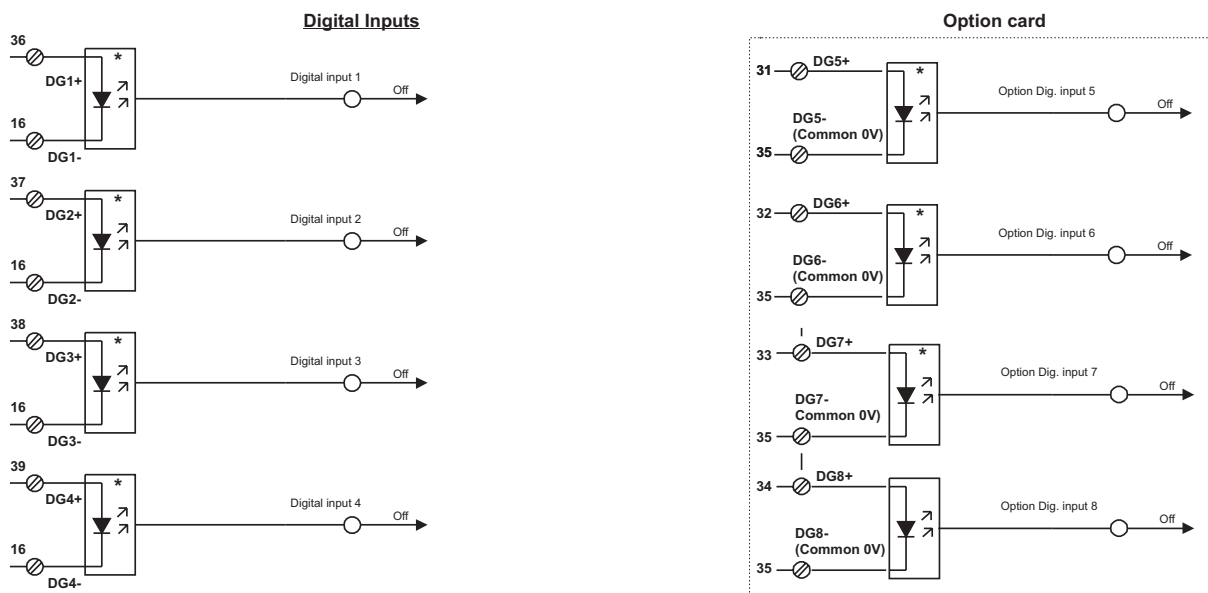 Digital Inputs
36
*
DG1+
Digital input 1
Off
16
DG1-
37
*
DG2+
Digital input 2
Off
16
DG2-
38
*
DG3+
Digital input 3
Off
16
DG3-
39
*
DG4+
Digital input 4
Off
16
DG4-
Option card
31
DG5+
*
Option Dig. input 5
Off
DG5-
(Common 0V)
35
32
DG6+
*
Option Dig. input 6
Off
DG6-
(Common 0V)
35
33
DG7+
*
Option Dig. input 7
Off
DG7-
Common 0V)
35
34
DG8+
Option Dig. input 8
Off
DG8-
(Common 0V)
35